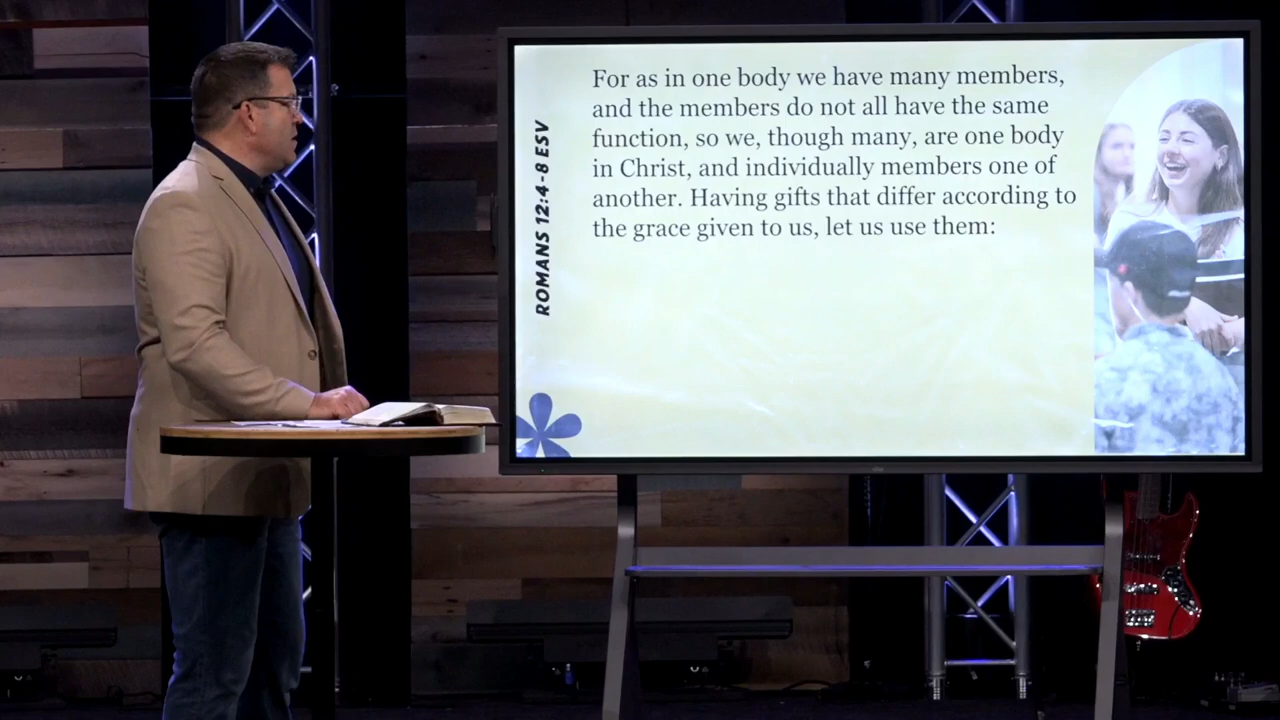 ROMANS 12:4-8 ESV
For as in one body we have many members,
and the members do not all have the same
function, so we, though many, are one body
in Christ, and individually members one of
another. Having gifts that differ according to
the grace given to us, let us use them: